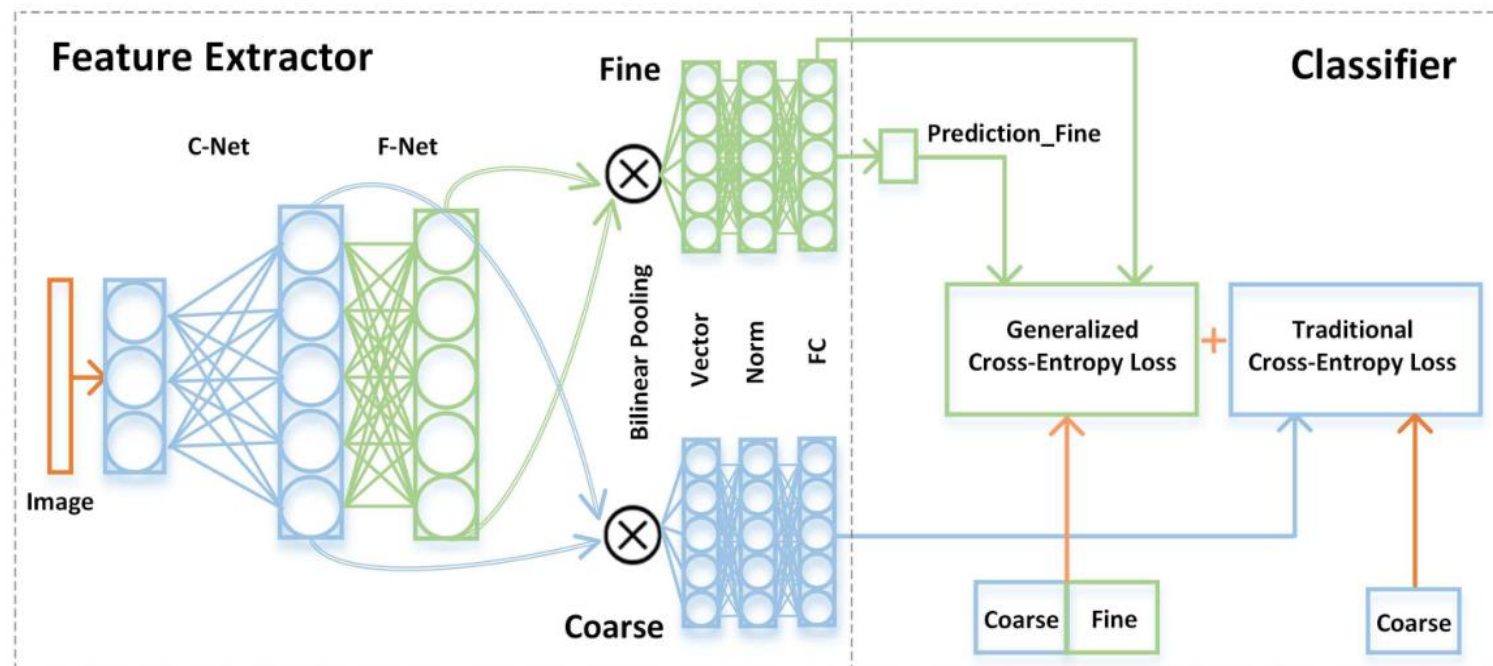 Feature Extractor
Classifier
Fine
C-Net
F-Net
Prediction_Fine
Bilinear Pooling
Vector
Norm
FC
Generalized
Cross-Entropy Loss
+
Traditional
Cross-Entropy Loss
Image
Coarse
Coarse
Fine
Coarse